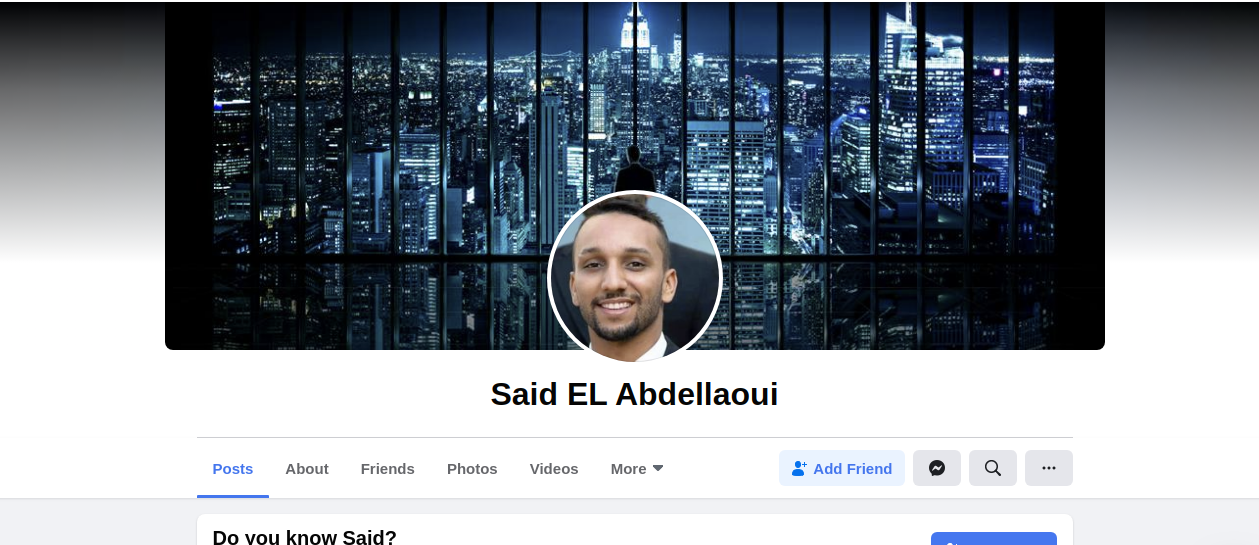 Said EL Abdellaoui
Posts About Friends Photos Videos More Add Friend
Do you know Said?